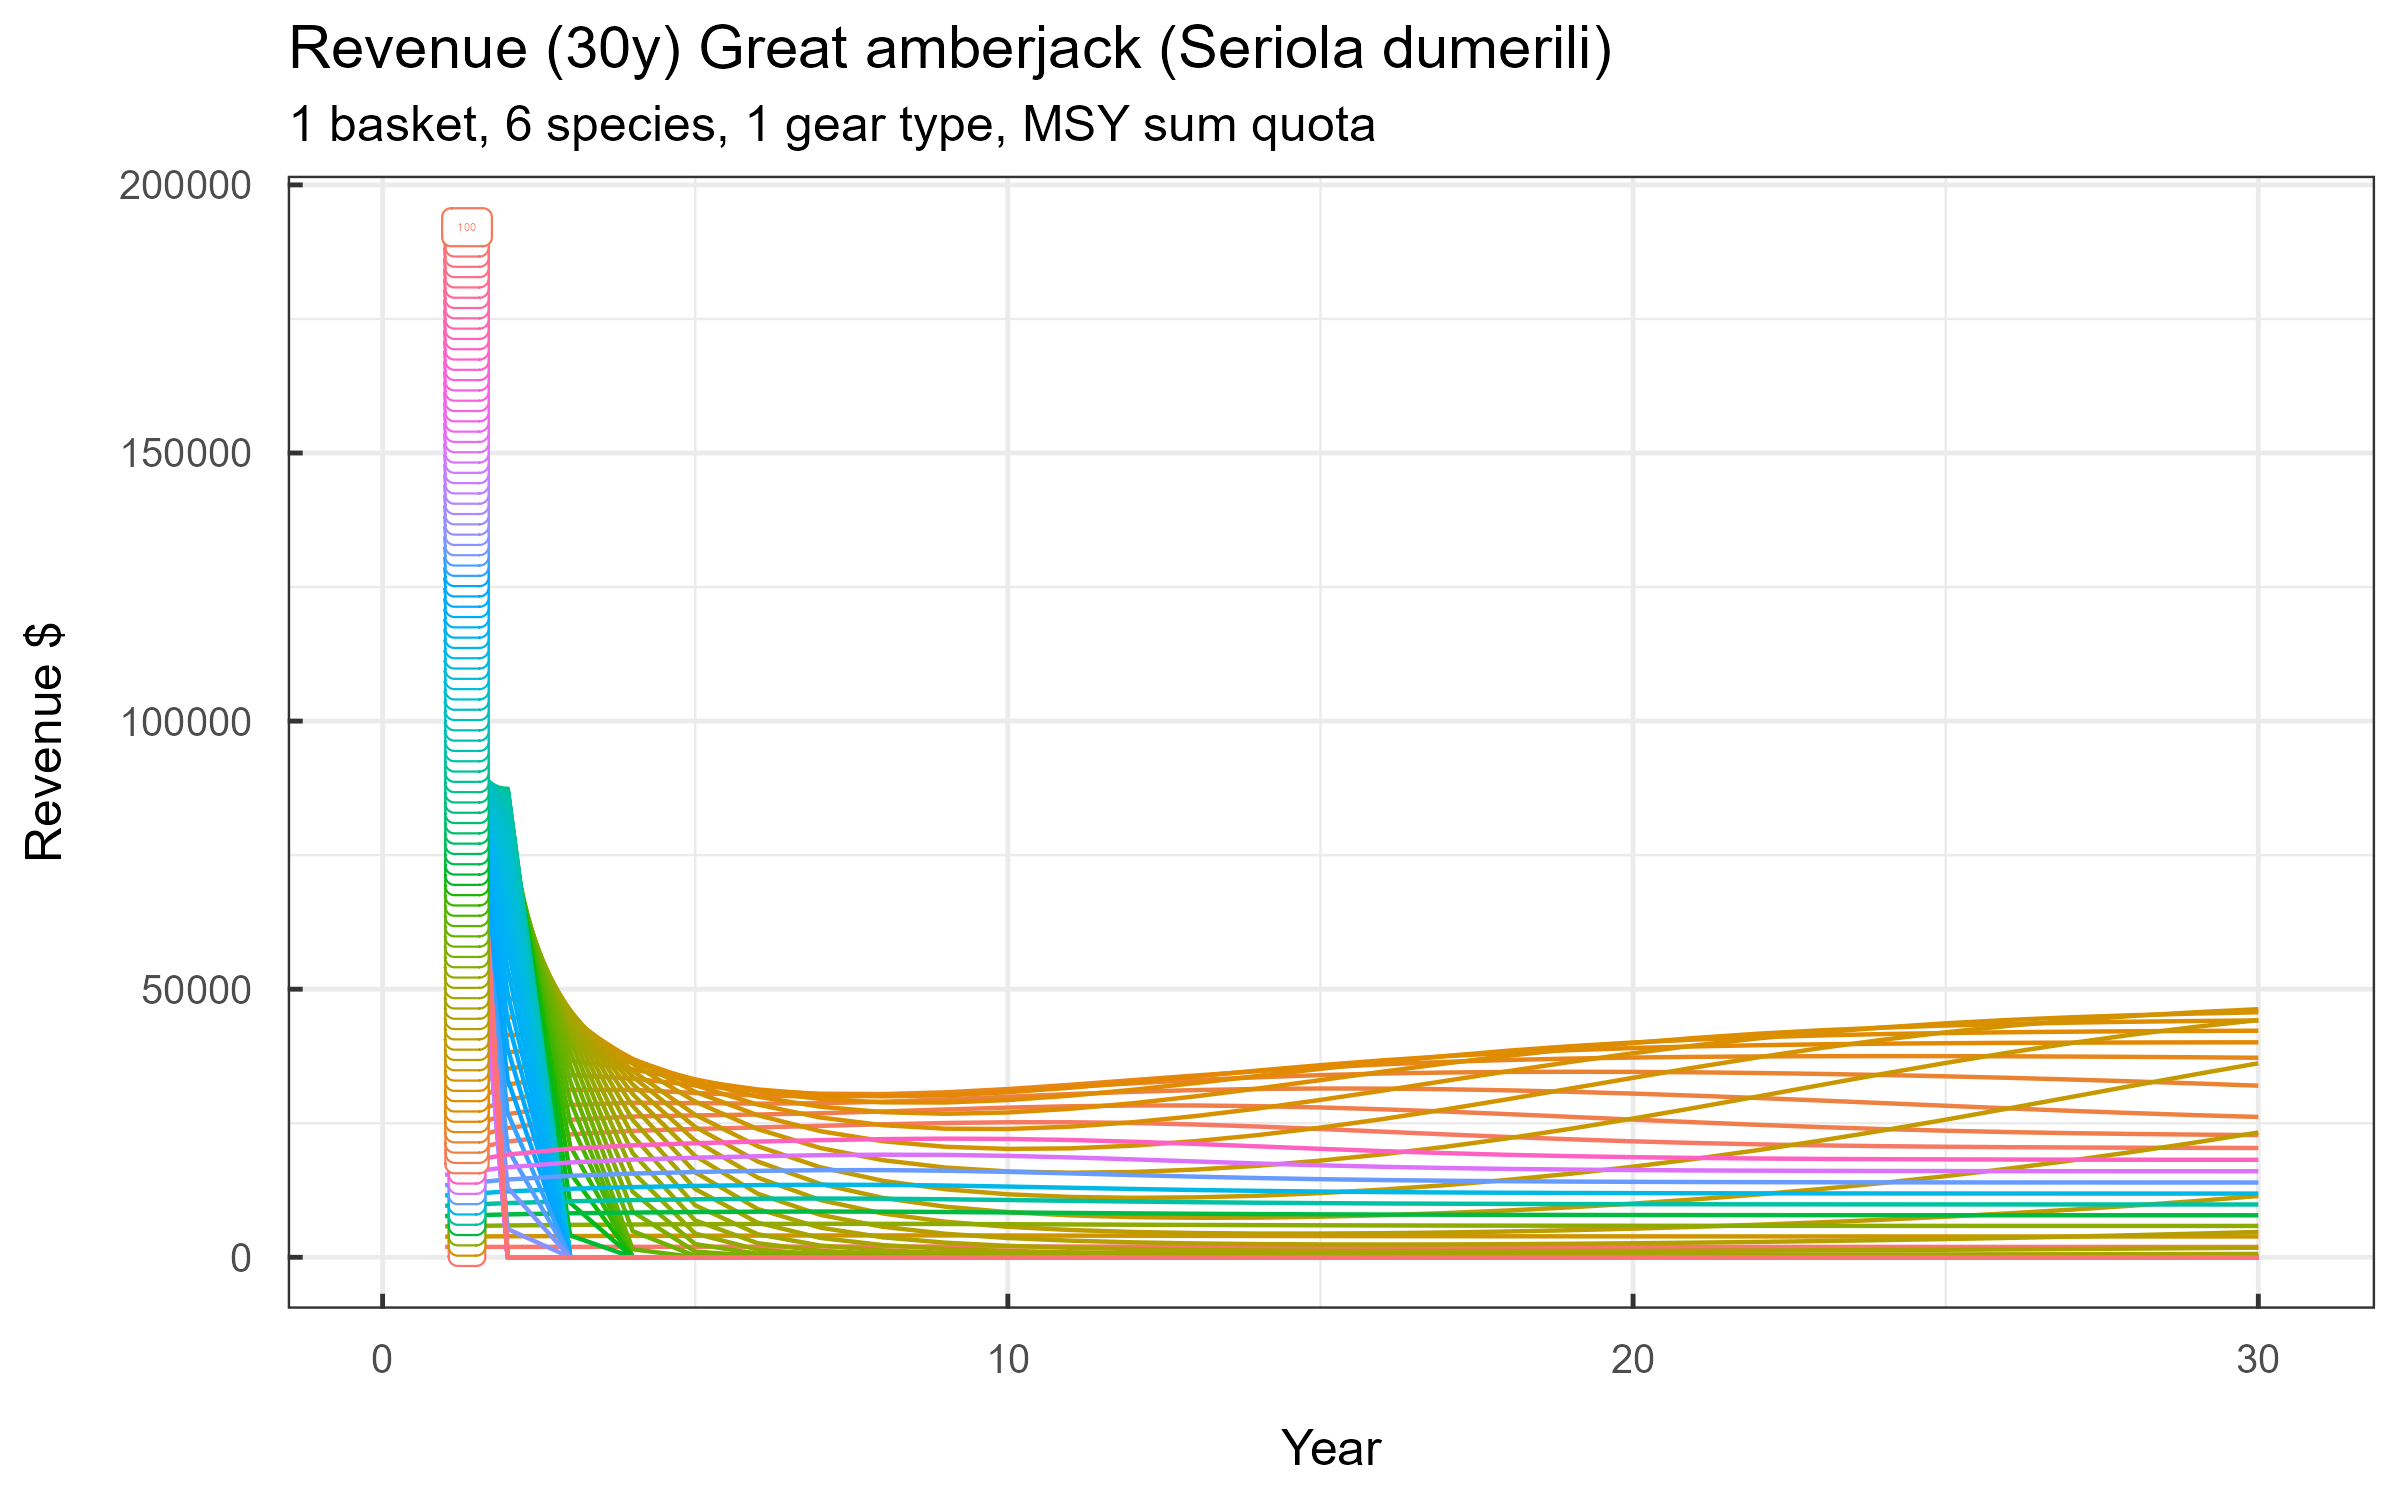 Revenue (30y) Great amberjack (Seriola dumerili)
1 basket, 6 species, 1 gear type, MSY sum quota
200000
100
150000
100000
50000
0
Revenue $
0 10 20 30
Year